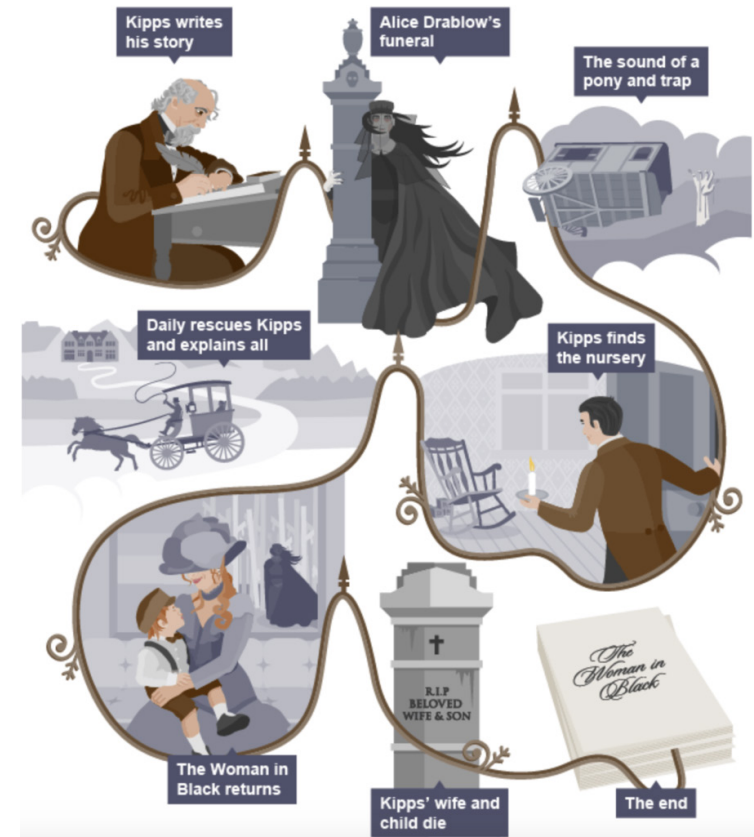 Kipps writes
his story
Alice Drablow's
funeral
The sound of a
pony and trap
Daily rescues Kipps
and explains all
Kipps finds
the nursery
The Woman in
Black returns
R.I.P
BELOVED
WIFE & SON
Kipps' wife and
child die
The
Woman in
Black
The end